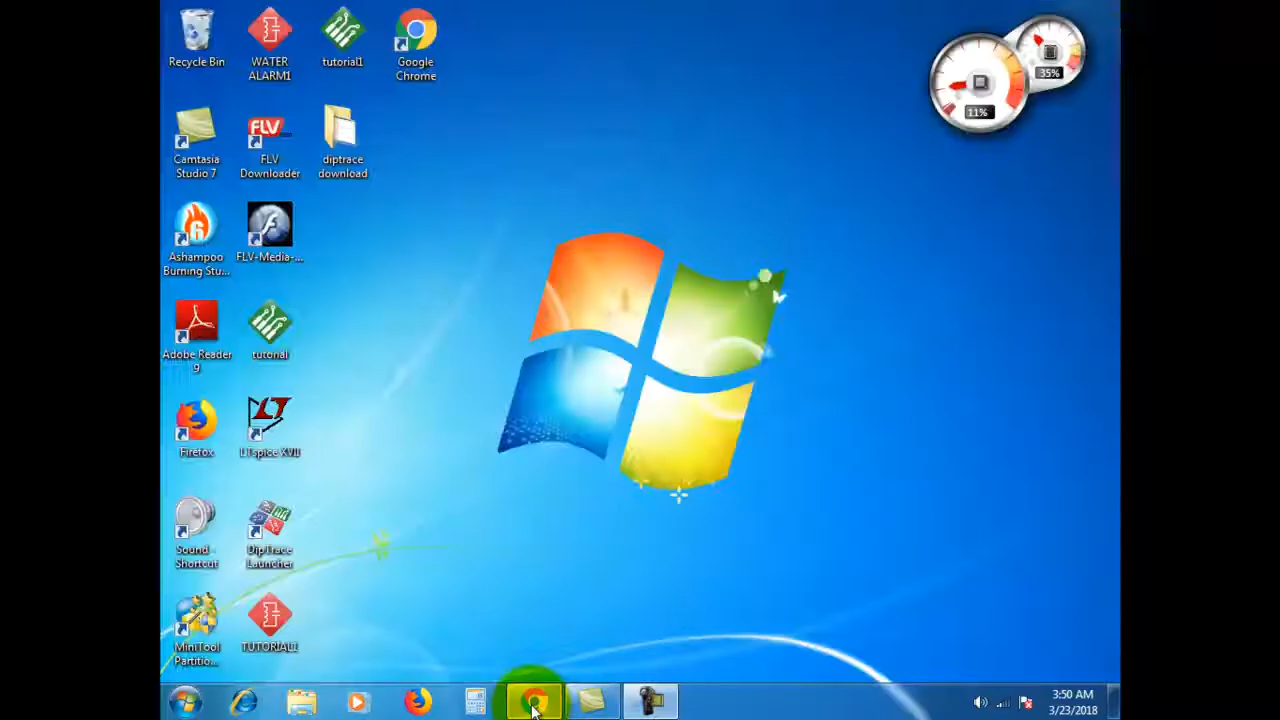 Recycle Bin
WATER
ALARM1
tutorial1
Google
Chrome
35%
11%
Camtasia
Studio 7
FLV
FLV
Downloader
diptrace
download
Ashampoo
Burning Stu...
FLV-Media-...
Adobe Reader
9
tutorial
Firefox
LTspice XVII
Sound -
Shortcut
DipTrace
Launcher
MiniTool
Partitio...
TUTORIAL1
3:50 AM
3/23/2018